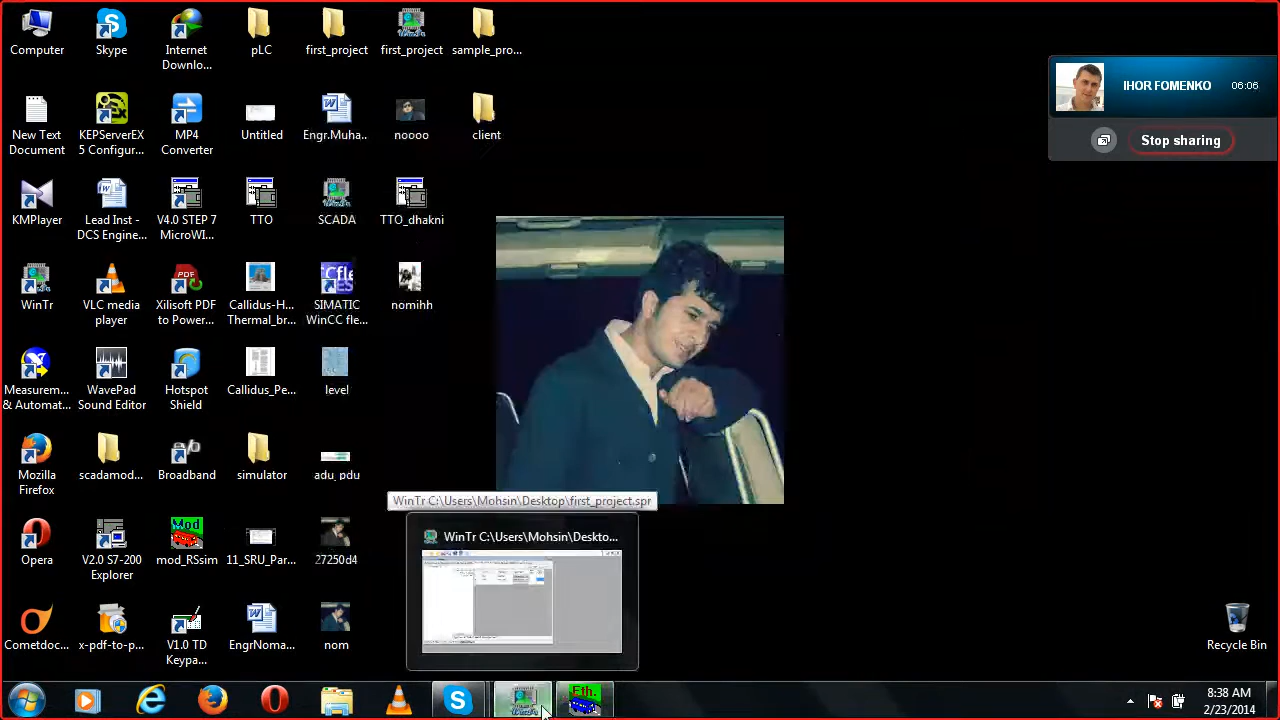 Computer
Skype
Internet
Downlo...
pLC
first_project
first_project
sample_pro...
IHOR FOMENKO
06:06
Stop sharing
New Text
Document
KEPServerEX
5 Configur...
MP4
Converter
Untitled
Engr.Muha...
noooo
client
KMPlayer
Lead Inst -
DCS Engine...
V4.0 STEP 7
MicroWI...
TTO
SCADA
TTO_dhakni
WinTr
VLC media
player
Xilisoft PDF
to Power...
Callidus-H...
Thermal_br...
SIMATIC
WinCC fle...
nomihh
Measurem...
& Automat...
WavePad
Sound Editor
Hotspot
Shield
Callidus_Pe...
level
Mozilla
Firefox
scadamod...
Broadband
simulator
adu, pdu
WinTr C:\Users\Mohsin\Desktop\first_project.spr
WinTr C:\Users\Mohsin\Deskto...
Opera
V2.0 S7-200
Explorer
mod_RSsim
11_SRU_Par...
27250d4
Cometdoc...
x-pdf-to-p...
V1.0 TD
Keypa...
EngrNoma...
nom
Recycle Bin
Eth.
8:38 AM
2/23/2014